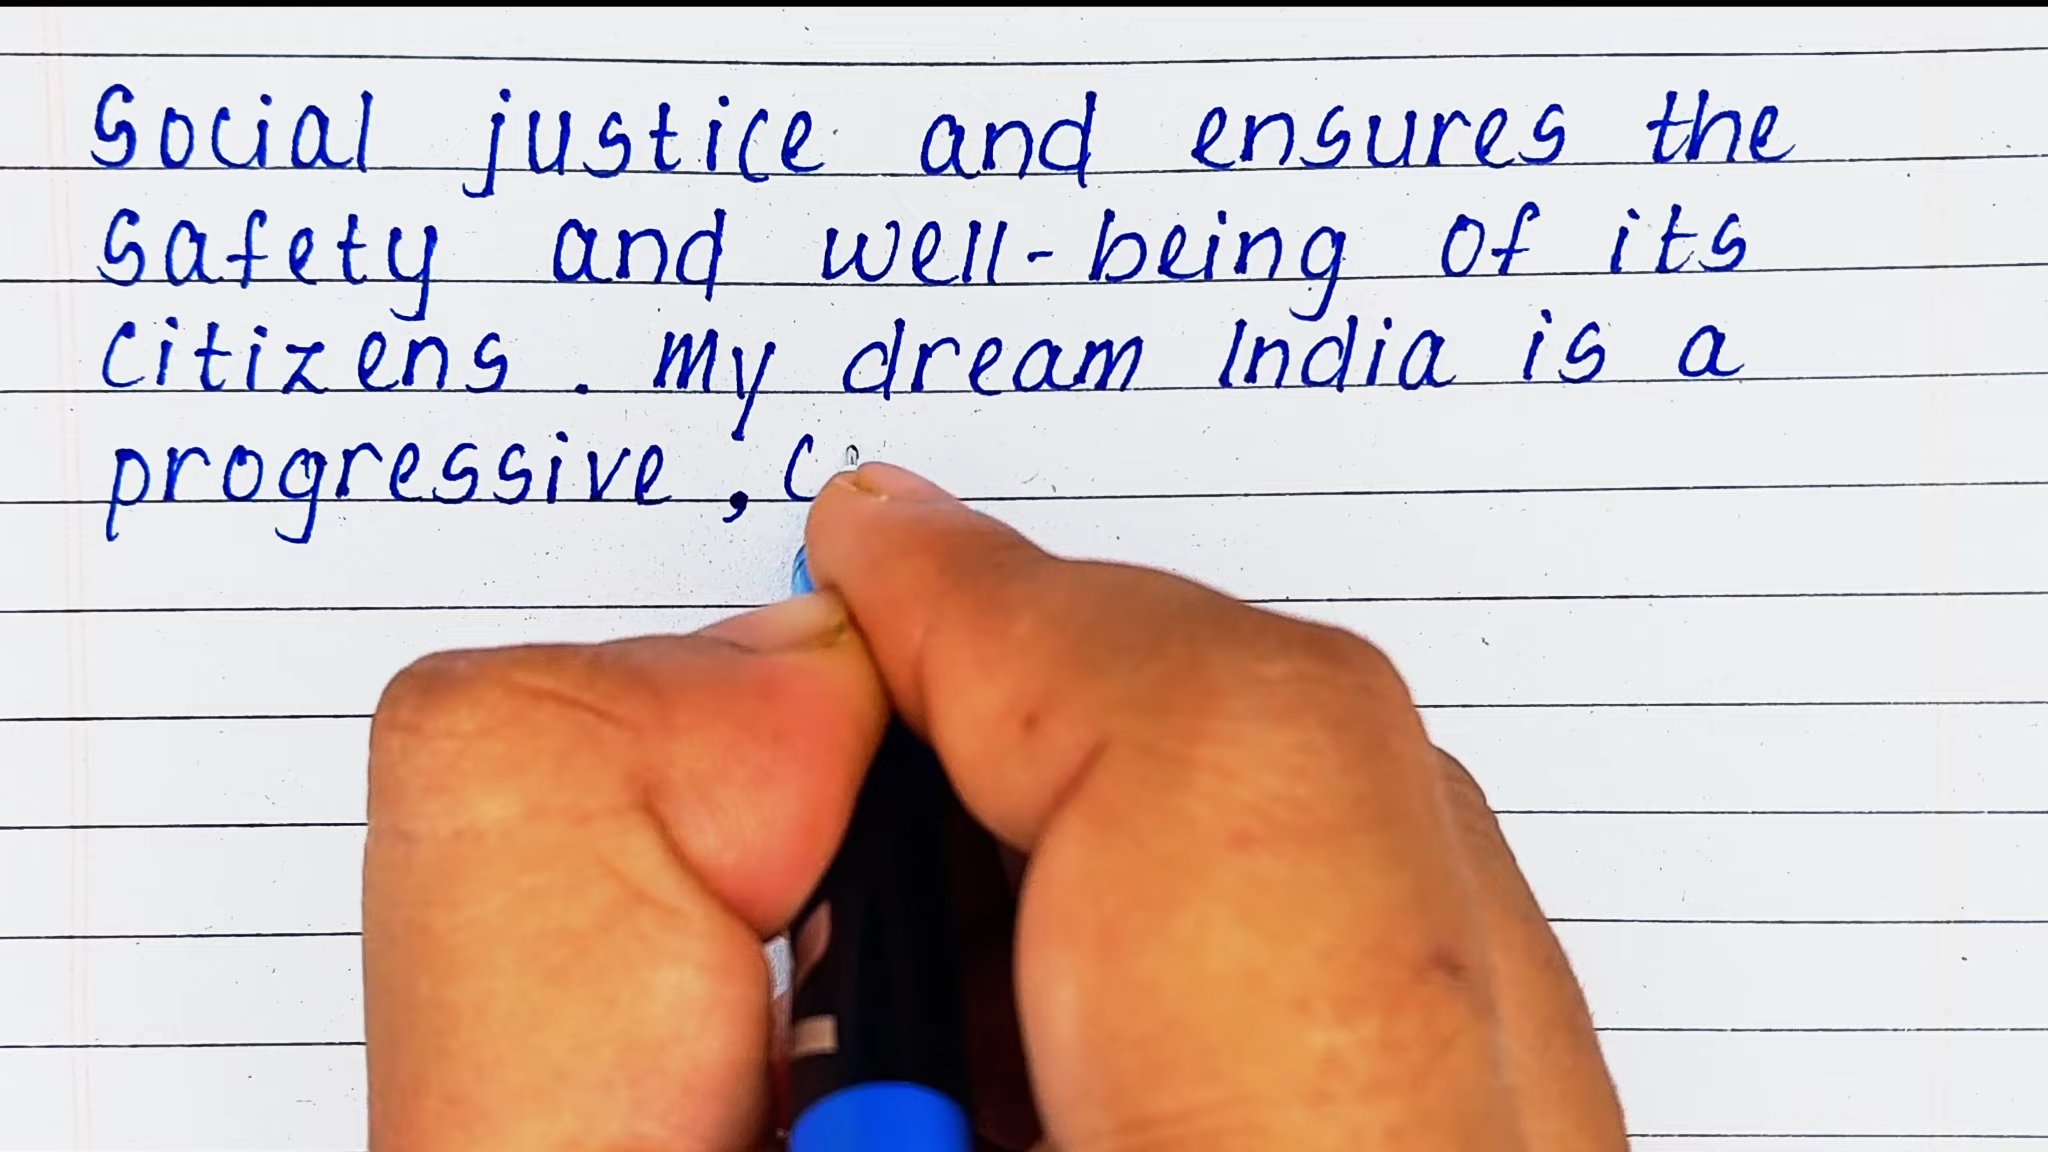 Social justice and ensures the
safety and well-being of its
citizens. My dream India is a
progressive, c